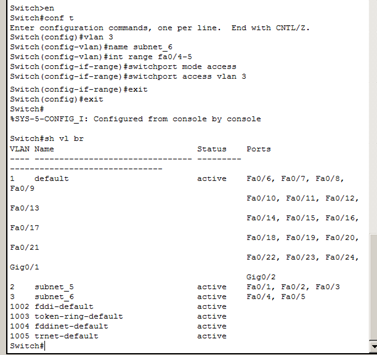 Switch>en
Switch#conf t
Enter configuration commands, one per line.  End with CNTL/Z.
Switch(config)#vlan 3
Switch(config-vlan)#name subnet_6
Switch(config-vlan)#int range fa0/4-5
Switch(config-if-range)#switchport mode access
Switch(config-if-range)#switchport access vlan 3
Switch(config-if-range)#exit
Switch(config)#exit
Switch#
%SYS-5-CONFIG_I: Configured from console by console
Switch#sh vl br
VLAN Name                             Status    Ports
---- -------------------------------- --------- -------------------------------
1    default                          active    Fa0/6, Fa0/7, Fa0/8, Fa0/9
                                                Fa0/10, Fa0/11, Fa0/12, Fa0/13
                                                Fa0/14, Fa0/15, Fa0/16, Fa0/17
                                                Fa0/18, Fa0/19, Fa0/20, Fa0/21
                                                Fa0/22, Fa0/23, Fa0/24, Gig0/1
                                                Gig0/2
2    subnet_5                         active    Fa0/1, Fa0/2, Fa0/3
3    subnet_6                         active    Fa0/4, Fa0/5
1002 fddi-default                     active
1003 token-ring-default               active
1004 fddinet-default                  active
1005 trnet-default                    active
Switch#